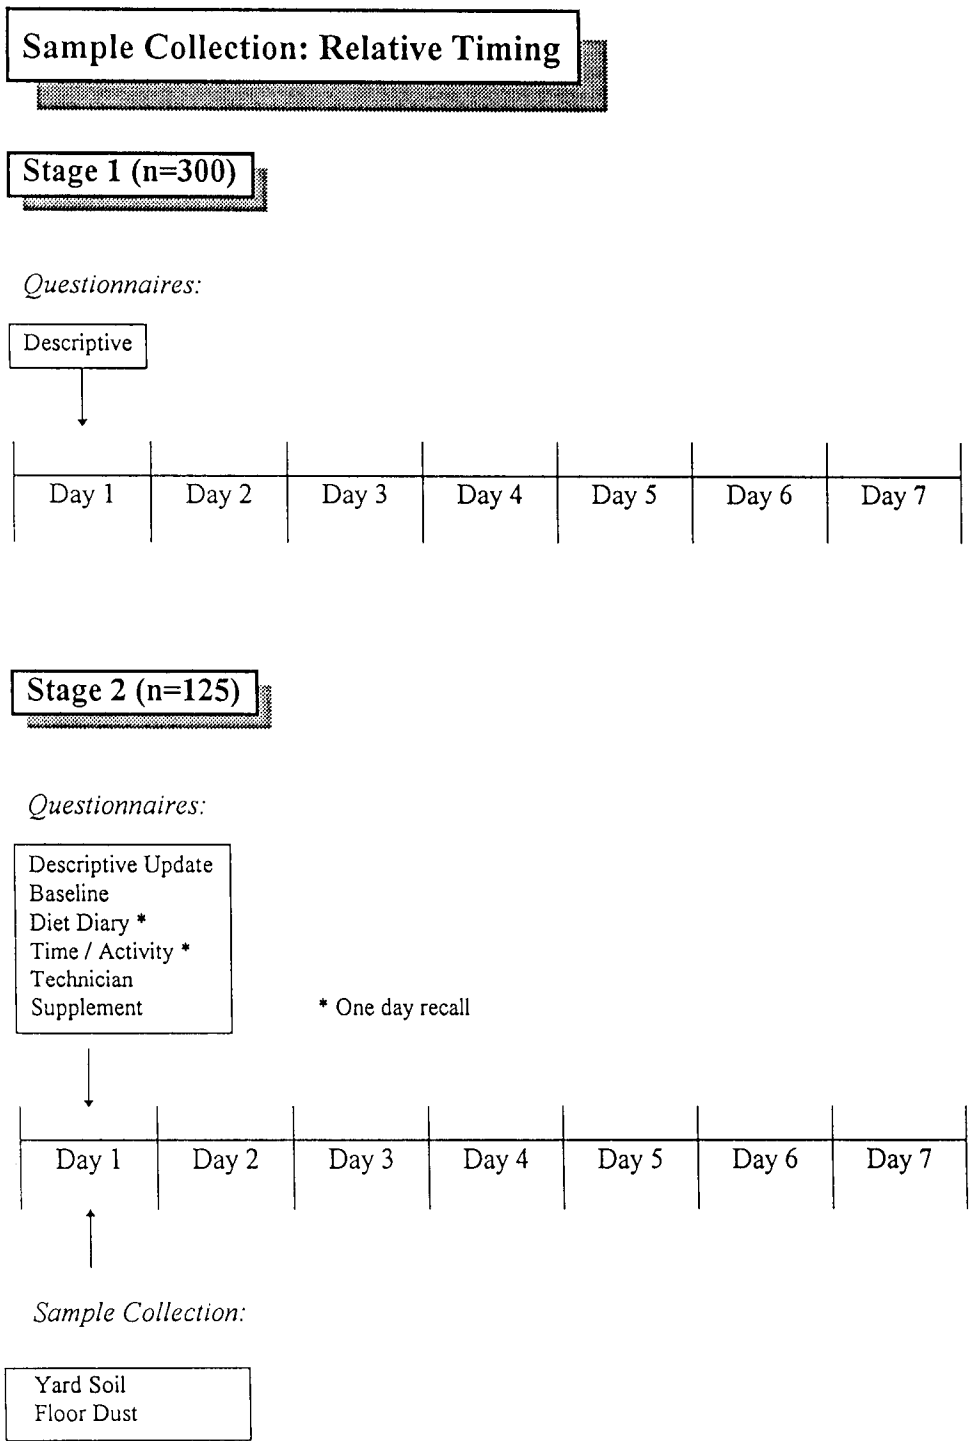 Sample Collection: Relative Timing
Stage 1 (n=300)
Questionnaires:
Descriptive
Day 1 Day 2 Day 3 Day 4 Day 5 Day 6 Day 7
Stage 2 (n=125)
Questionnaires:
Descriptive Update
Baseline
Diet Diary *
Time / Activity *
Technician
Supplement
* One day recall
Day 1 Day 2 Day 3 Day 4 Day 5 Day 6 Day 7
Sample Collection:
Yard Soil
Floor Dust